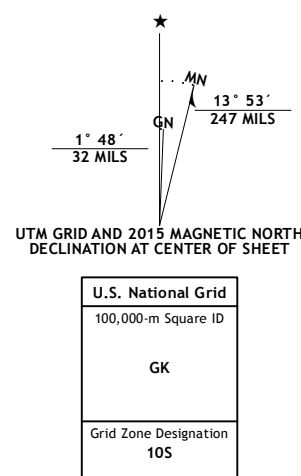 ★
MN
GN
13° 53´
247 MILS
1° 48´
32 MILS
UTM GRID AND 2015 MAGNETIC NORTH
DECLINATION AT CENTER OF SHEET
U.S. National Grid
100,000-m Square ID
GK
Grid Zone Designation
10S